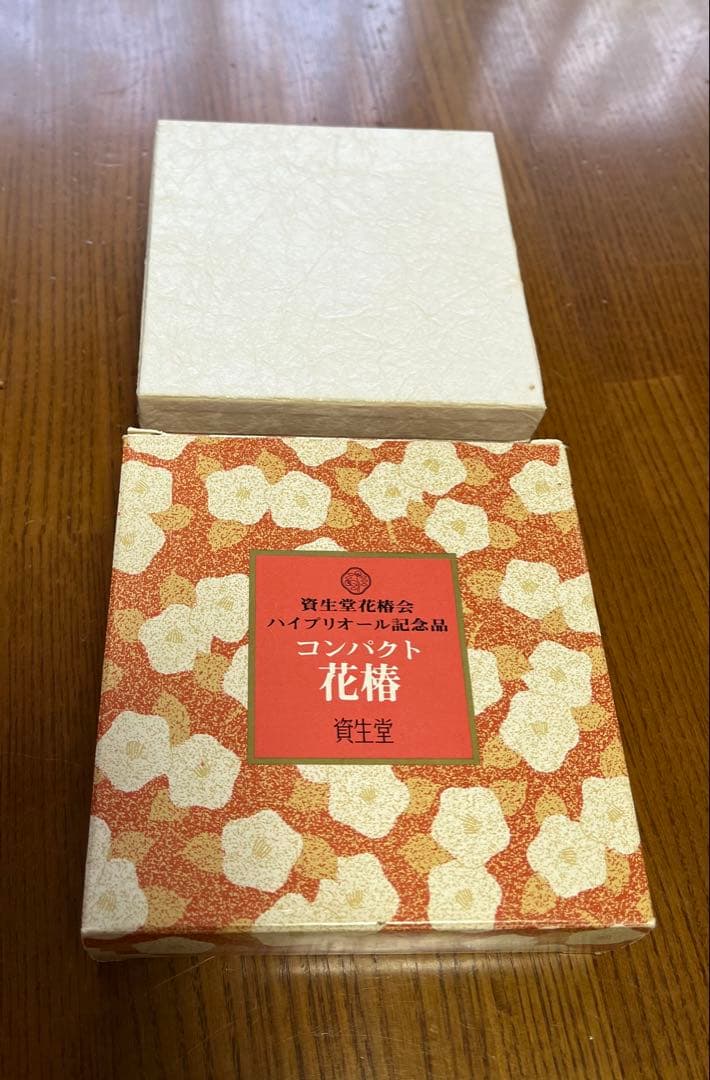 資生堂花椿会
ハイブリオール記念品
コンパクト
花椿
資生堂